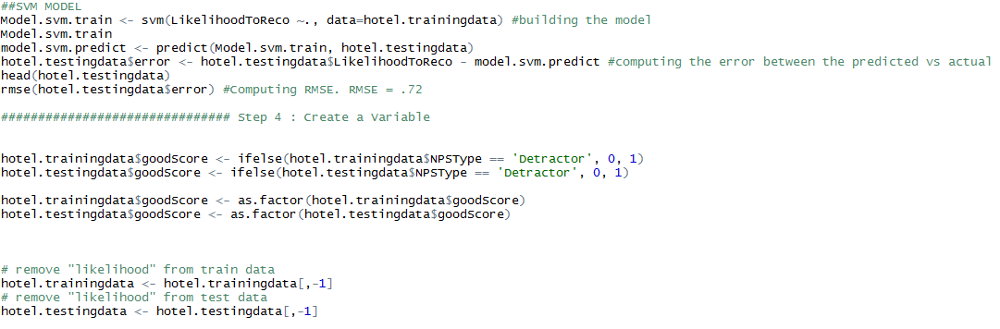 ##SVM MODEL
Model.svm.train <- svm(LikelihoodToReco ~., data=hotel.trainingdata) #building the model
Model.svm.train
model.svm.predict <- predict(Model.svm.train, hotel.testingdata)
hotel.testingdata$error <- hotel.testingdata$LikelihoodToReco - model.svm.predict #computing the error between the predicted vs actual
head(hotel.testingdata)
rmse(hotel.testingdata$error) #Computing RMSE. RMSE = .72
############################### Step 4 : Create a Variable
hotel.trainingdata$goodScore <- ifelse(hotel.trainingdata$NPSType == 'Detractor', 0, 1)
hotel.testingdata$goodScore <- ifelse(hotel.testingdata$NPSType == 'Detractor', 0, 1)
hotel.trainingdata$goodScore <- as.factor(hotel.trainingdata$goodScore)
hotel.testingdata$goodScore <- as.factor(hotel.testingdata$goodScore)
# remove "likelihood" from train data
hotel.trainingdata <- hotel.trainingdata[,-1]
# remove "likelihood" from test data
hotel.testingdata <- hotel.testingdata[,-1]